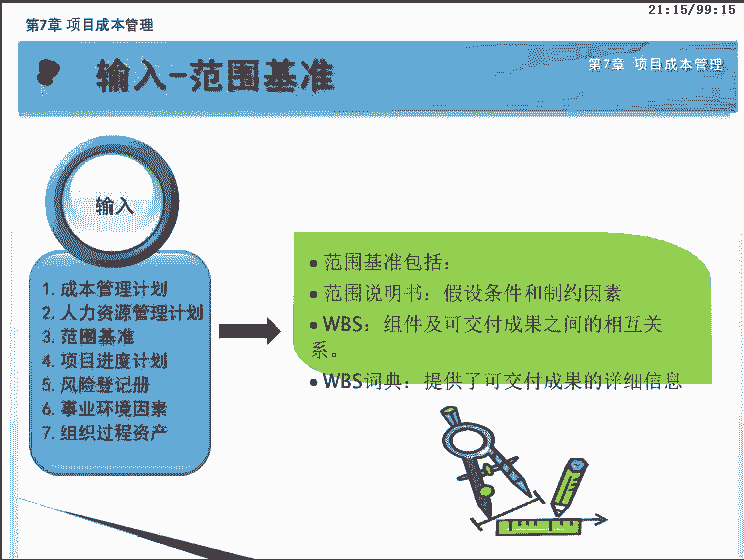 21:15/99:15
第7章 项目成本管理
输入-范围基准
第7章 项目成本管理
输入
1. 成本管理计划
2. 人力资源管理计划
3. 范围基准
4. 项目进度计划
5. 风险登记册
6. 事业环境因素
7. 组织过程资产
● 范围基准包括：
● 范围说明书：假设条件和制约因素
● WBS：组件及可交付成果之间的相互关
系。
● WBS词典：提供了可交付成果的详细信息